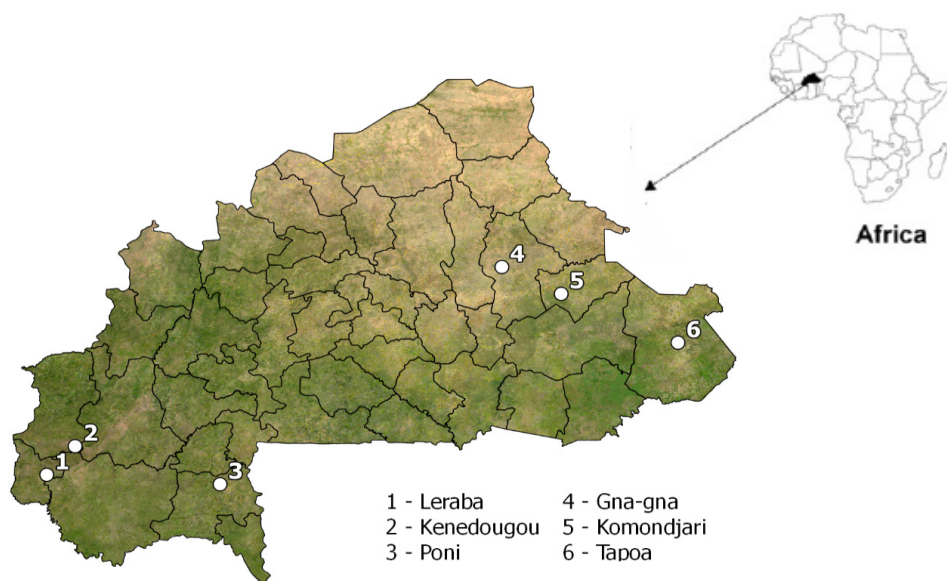 Africa
4
5
6
2
1
3
1 - Leraba
2 - Kenedougou
3 - Poni
4 - Gna-gna
5 - Komondjari
6 - Tapoa